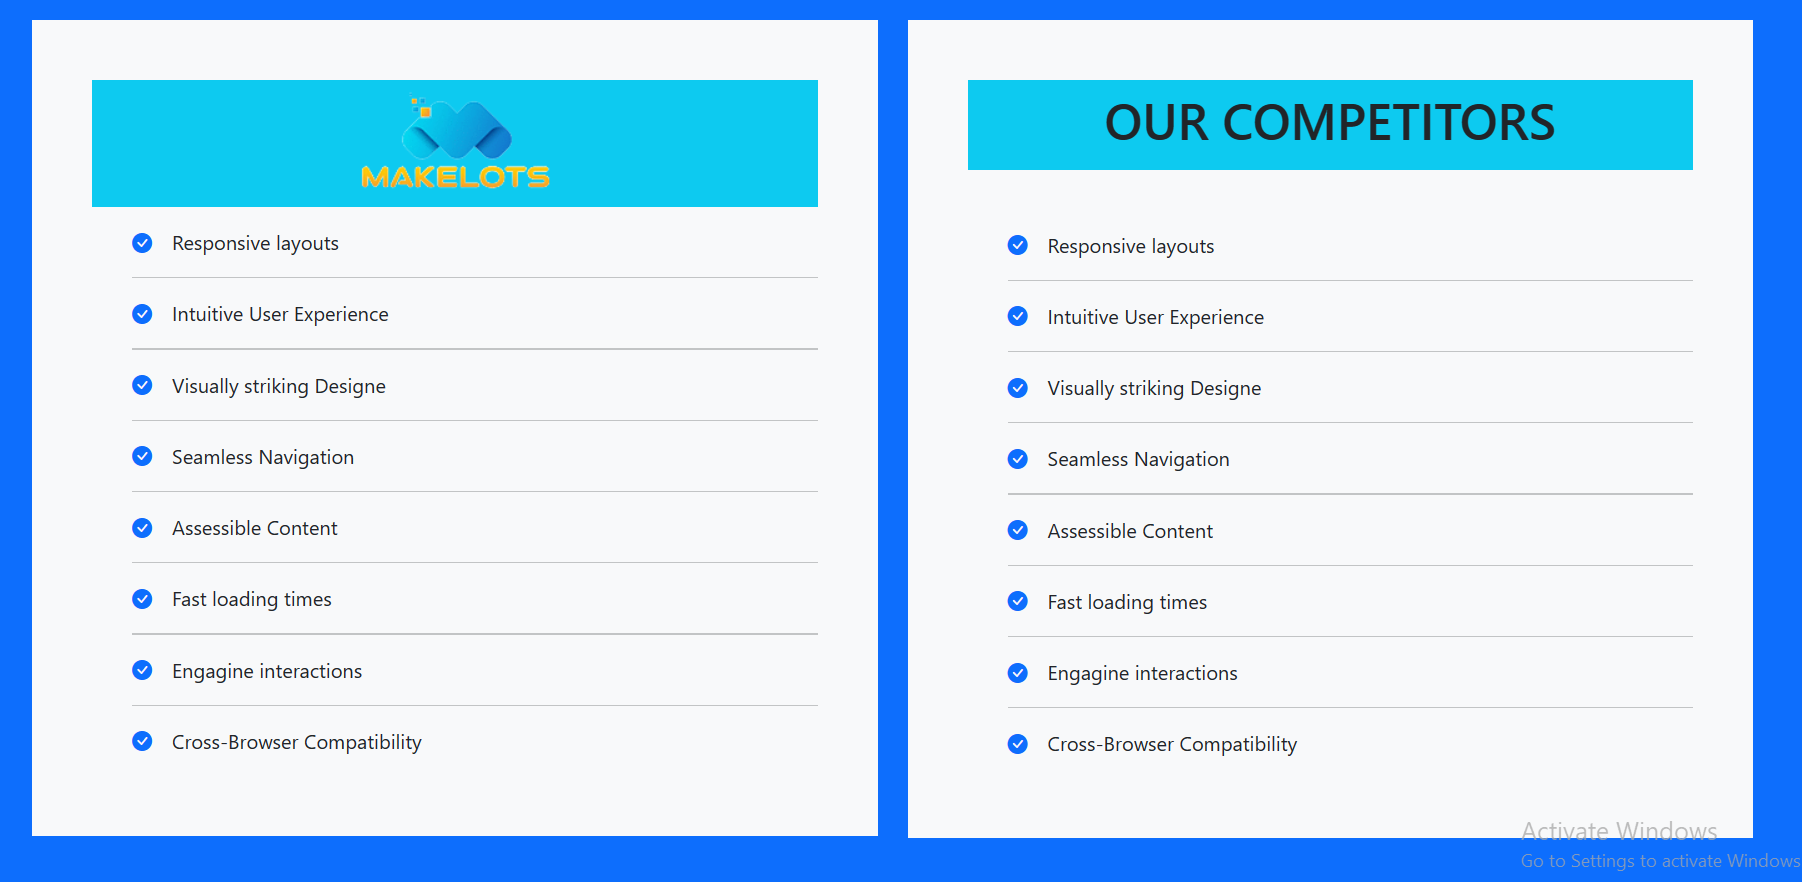 MAKELOTS
Responsive layouts
Intuitive User Experience
Visually striking Designe
Seamless Navigation
Assessible Content
Fast loading times
Engagine interactions
Cross-Browser Compatibility
OUR COMPETITORS
Responsive layouts
Intuitive User Experience
Visually striking Designe
Seamless Navigation
Assessible Content
Fast loading times
Engagine interactions
Cross-Browser Compatibility
Activate Windows
Go to Settings to activate Windows